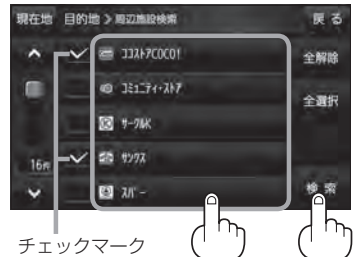 現在地 目的地 > 周辺施設検索 戻る
ココストアCOCO!
全解除
コミュニティ・ストア
全選択
サークルK
16件
サンクス
スパー
検索
チェックマーク